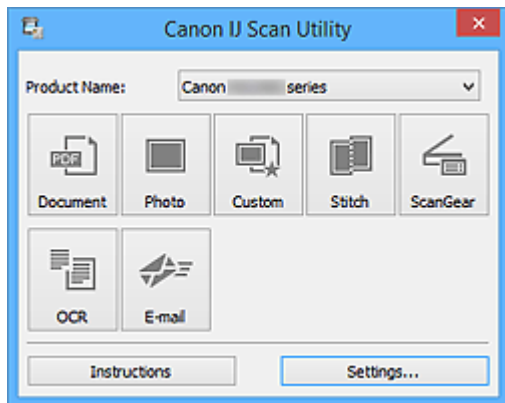 Canon IJ Scan Utility
Product Name: Canon series
PDF
Document Photo Custom Stitch ScanGear
OCR E-mail
Instructions Settings...